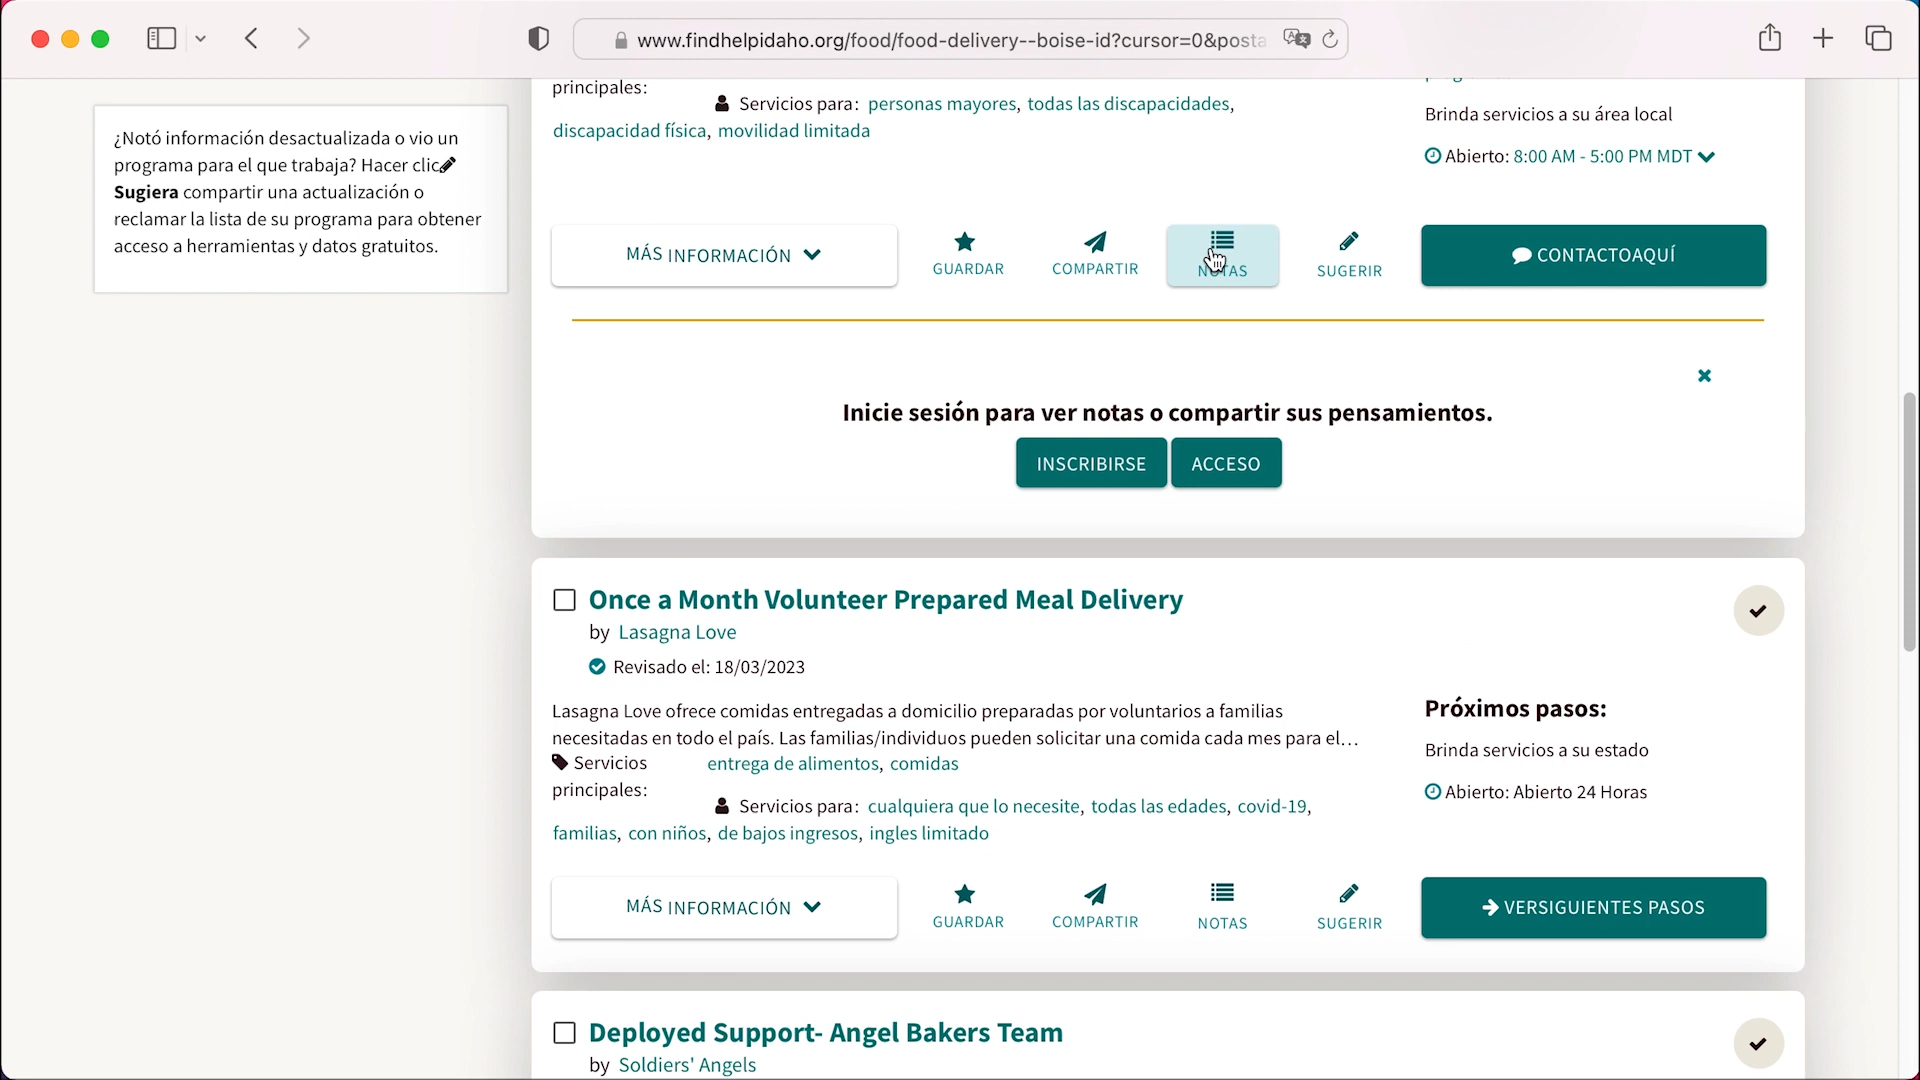 www.findhelpidaho.org/food/food-delivery--boise-id?cursor=0&posta
¿Notó información desactualizada o vio un
programa para el que trabaja? Hacer clic
Sugiera compartir una actualización o
reclamar la lista de su programa para obtener
acceso a herramientas y datos gratuitos.
principales:
Servicios para: personas mayores, todas las discapacidades,
discapacidad física, movilidad limitada
Brinda servicios a su área local
Abierto: 8:00 AM - 5:00 PM MDT
MÁS INFORMACIÓN
GUARDAR
COMPARTIR
NOTAS
SUGERIR
CONTACTOAQUÍ
Inicie sesión para ver notas o compartir sus pensamientos.
INSCRIBIRSE
ACCESO
Once a Month Volunteer Prepared Meal Delivery
by Lasagna Love
Revisado el: 18/03/2023
Lasagna Love ofrece comidas entregadas a domicilio preparadas por voluntarios a familias
necesitadas en todo el país. Las familias/individuos pueden solicitar una comida cada mes para el...
Servicios
principales:
entrega de alimentos, comidas
Servicios para: cualquiera que lo necesite, todas las edades, covid-19,
familias, con niños, de bajos ingresos, ingles limitado
Próximos pasos:
Brinda servicios a su estado
Abierto: Abierto 24 Horas
MÁS INFORMACIÓN
GUARDAR
COMPARTIR
NOTAS
SUGERIR
VERSIGUIENTES PASOS
Deployed Support- Angel Bakers Team
by Soldiers' Angels